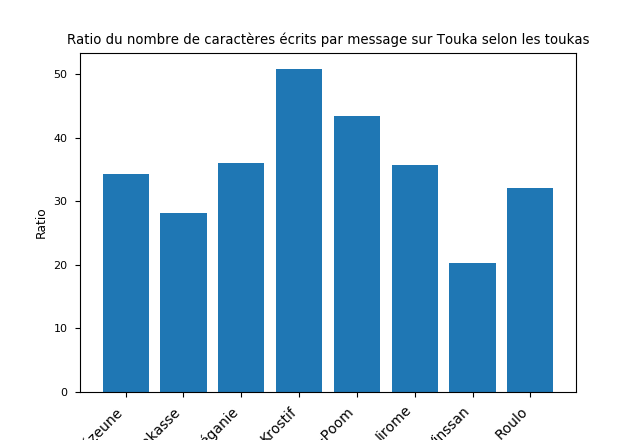 Ratio du nombre de caractères écrits par message sur Touka selon les toukas
50
40
30
20
10
0
Ratio
Krostif
Jirome
Roulo